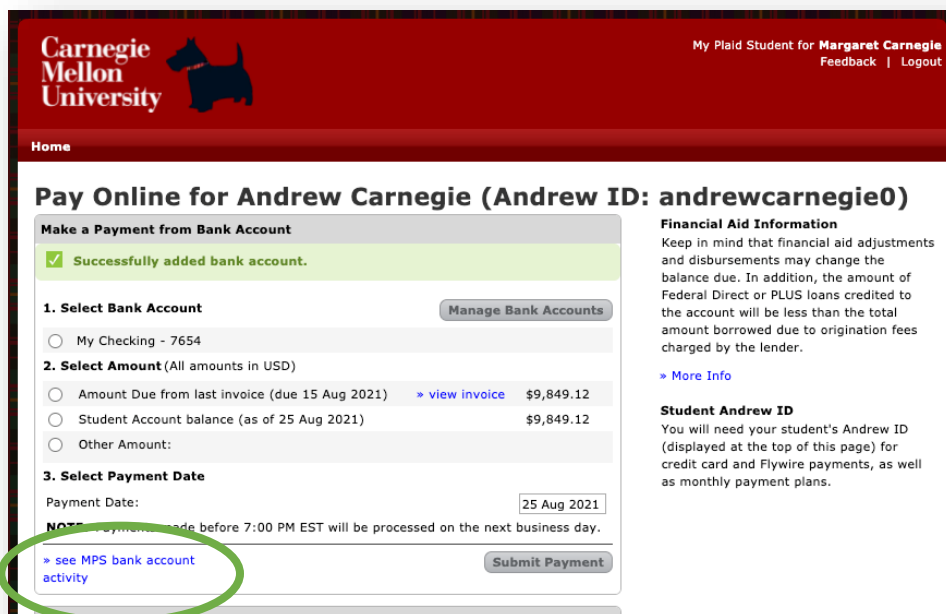 Carnegie
Mellon
University
My Plaid Student for Margaret Carnegie
Feedback | Logout
Home
Pay Online for Andrew Carnegie (Andrew ID: andrewcarnegie0)
Make a Payment from Bank Account
Successfully added bank account.
1. Select Bank Account Manage Bank Accounts
My Checking - 7654
2. Select Amount (All amounts in USD)
Amount Due from last invoice (due 15 Aug 2021) » view invoice $9,849.12
Student Account balance (as of 25 Aug 2021) $9,849.12
Other Amount:
3. Select Payment Date
Payment Date: 25 Aug 2021
before 7:00 PM EST will be processed on the next business day.
» see MPS bank account
activity
Submit Payment
Financial Aid Information
Keep in mind that financial aid adjustments
and disbursements may change the
balance due. In addition, the amount of
Federal Direct or PLUS loans credited to
the account will be less than the total
amount borrowed due to origination fees
charged by the lender.
» More Info
Student Andrew ID
You will need your student's Andrew ID
(displayed at the top of this page) for
credit card and Flywire payments, as well
as monthly payment plans.